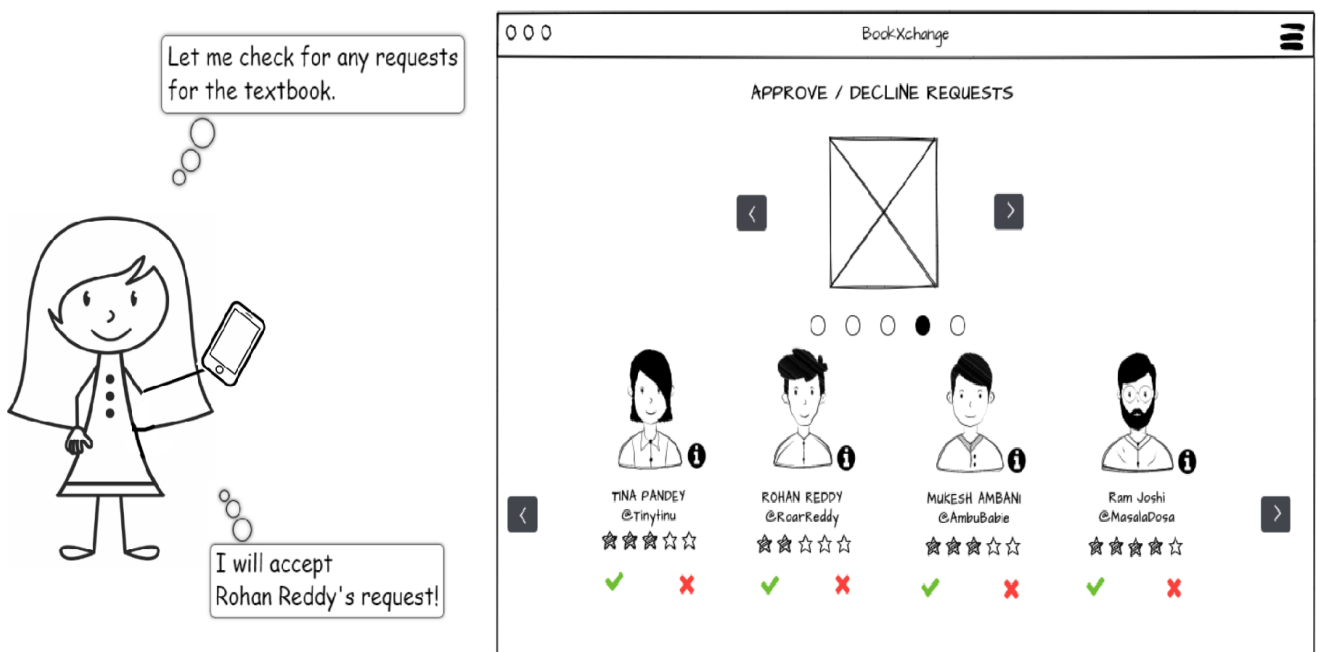 Let me check for any requests
for the textbook.
I will accept
Rohan Reddy's request!
BookXchange
APPROVE / DECLINE REQUESTS
TINA PANDEY
@Tinytinu
ROHAN REDDY
@RoarReddy
MUKESH AMBANI
@AmbuBabie
Ram Joshi
@MasalaDosa